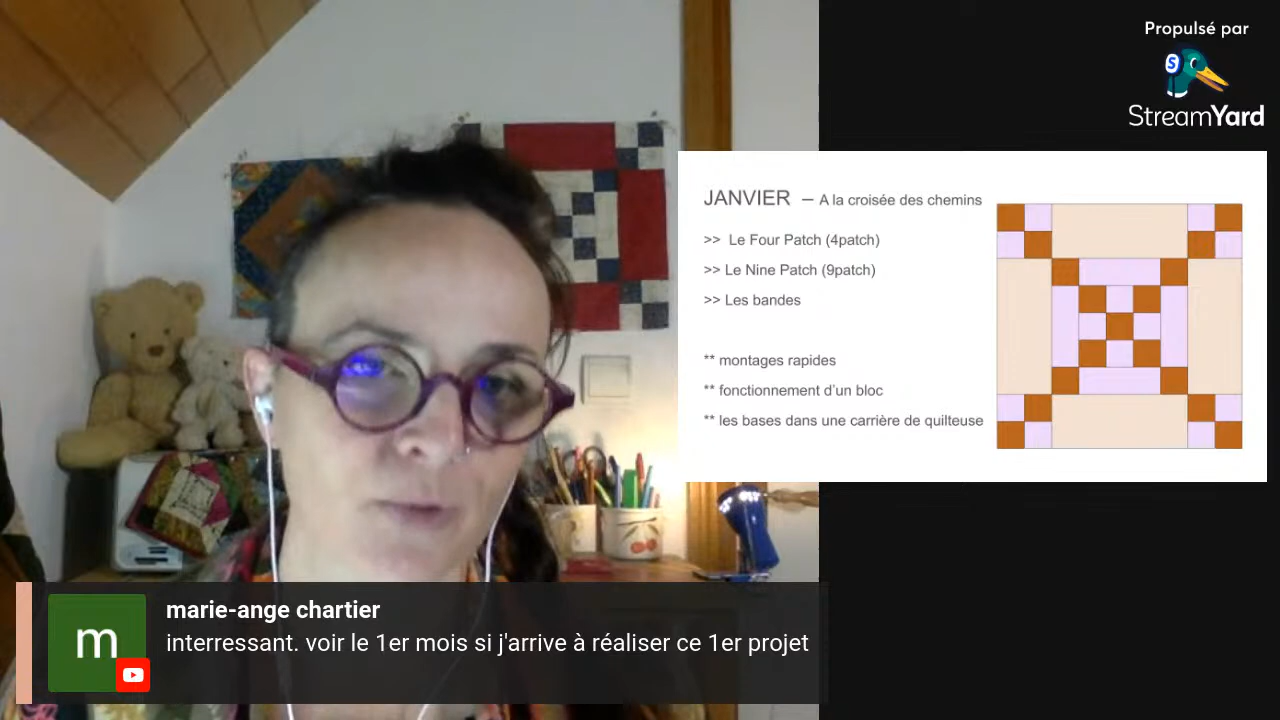 Propulsé par
StreamYard
JANVIER – A la croisée des chemins
>> Le Four Patch (4patch)
>> Le Nine Patch (9patch)
>> Les bandes
** montages rapides
** fonctionnement d'un bloc
** les bases dans une carrière de quilteuse
m
marie-ange chartier
interressant. voir le 1er mois si j'arrive à réaliser ce 1er projet